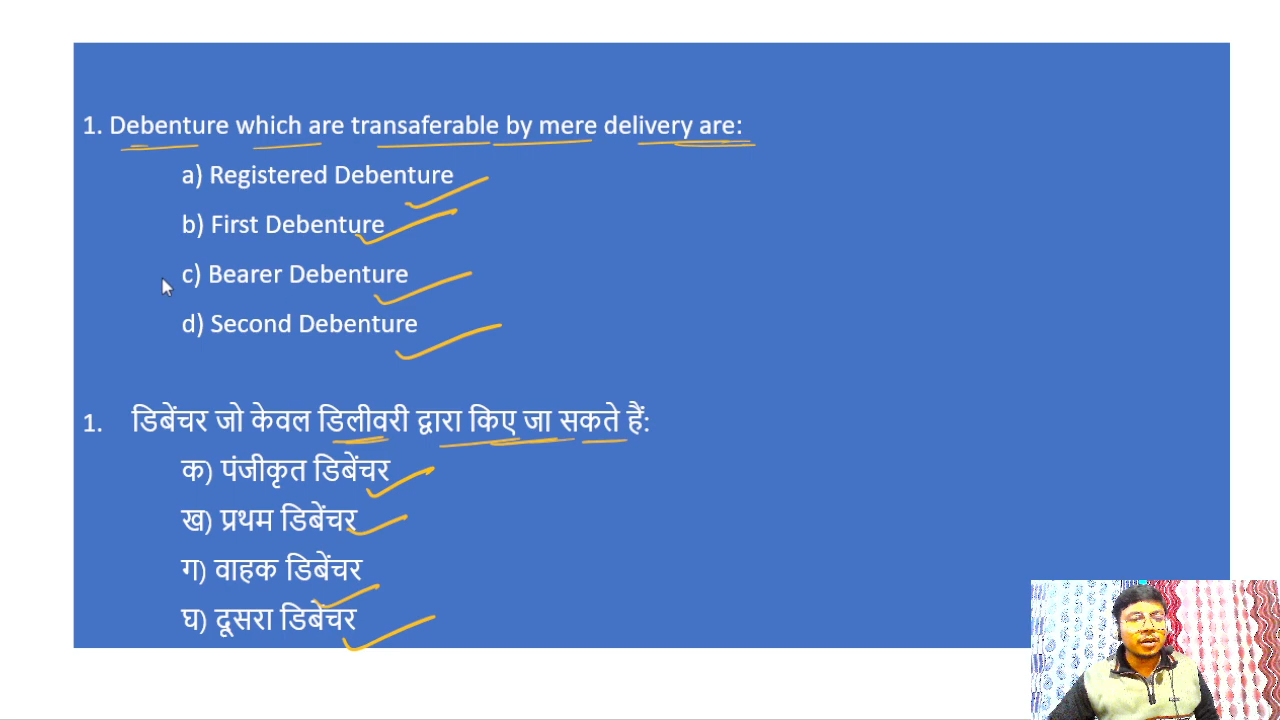 1. Debenture which are transaferable by mere delivery are:
a) Registered Debenture
b) First Debenture
c) Bearer Debenture
d) Second Debenture
1. डिबेंचर जो केवल डिलीवरी द्वारा किए जा सकते हैं:
क) पंजीकृत डिबेंचर
ख) प्रथम डिबेंचर
ग) वाहक डिबेंचर
घ) दूसरा डिबेंचर